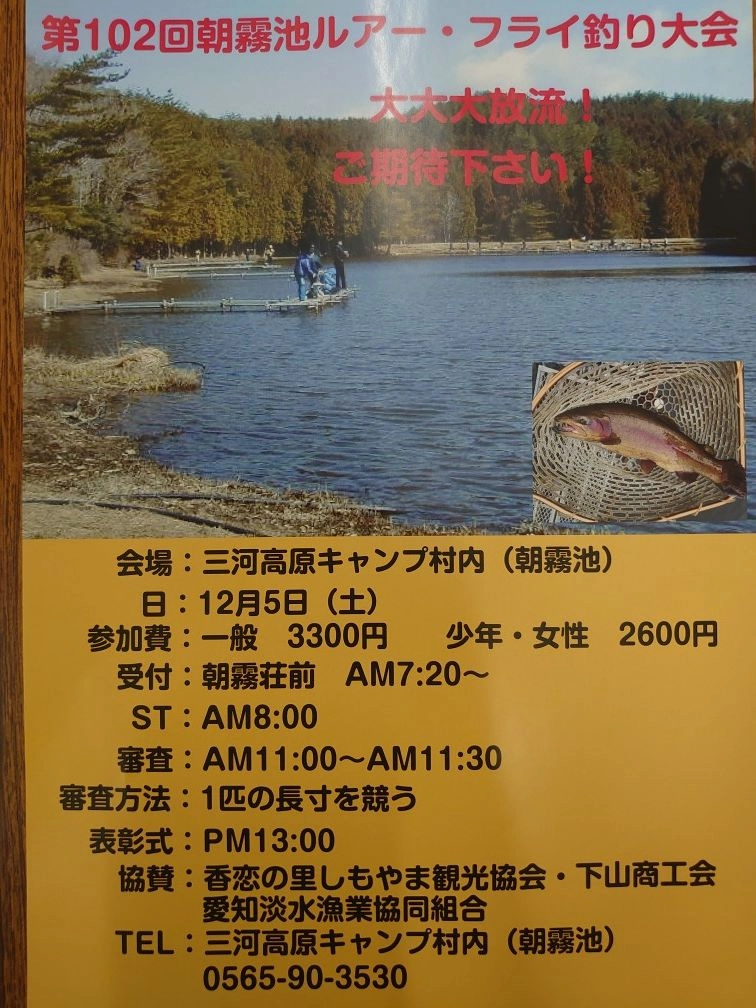 第102回朝霧池ルアー・フライ釣り大会
大大大放流！
ご期待下さい！
会場：三河高原キャンプ村内（朝霧池）
日：12月5日（土）
参加費：一般　3300円　　少年・女性　2600円
受付：朝霧荘前　AM7:20～
ST：AM8:00
審査：AM11:00～AM11:30
審査方法：1匹の長寸を競う
表彰式：PM13:00
協賛：香恋の里しもやま観光協会・下山商工会
愛知淡水漁業協同組合
TEL：三河高原キャンプ村内（朝霧池）
0565-90-3530